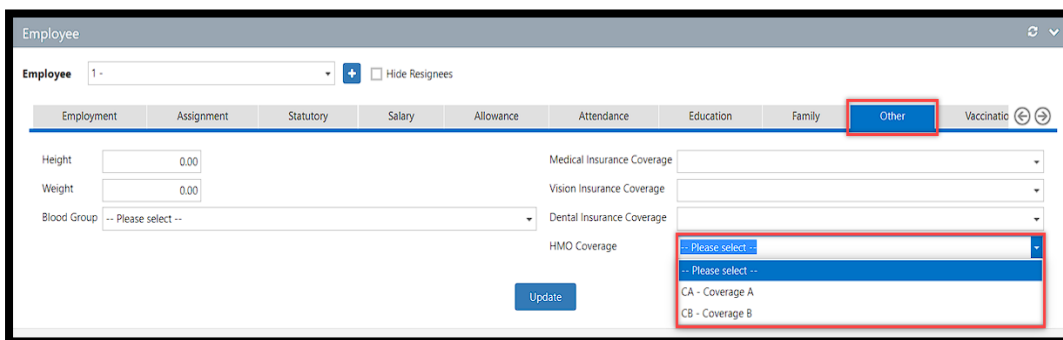 Employee
Employee 1 - + Hide Resignees
Employment Assignment Statutory Salary Allowance Attendance Education Family Other Vaccinatio
Height 0.00 Medical Insurance Coverage
Weight 0.00 Vision Insurance Coverage
Blood Group -- Please select -- Dental Insurance Coverage
HMO Coverage -- Please select --
-- Please select --
CA - Coverage A
Update
CB - Coverage B